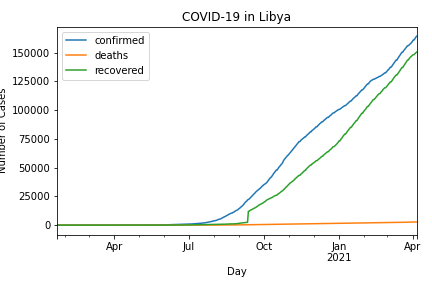 COVID-19 in Libya
confirmed
deaths
recovered
150000
125000
100000
75000
50000
25000
0
Number of Cases
Apr
Jul
Oct
Jan
2021
Apr
Day